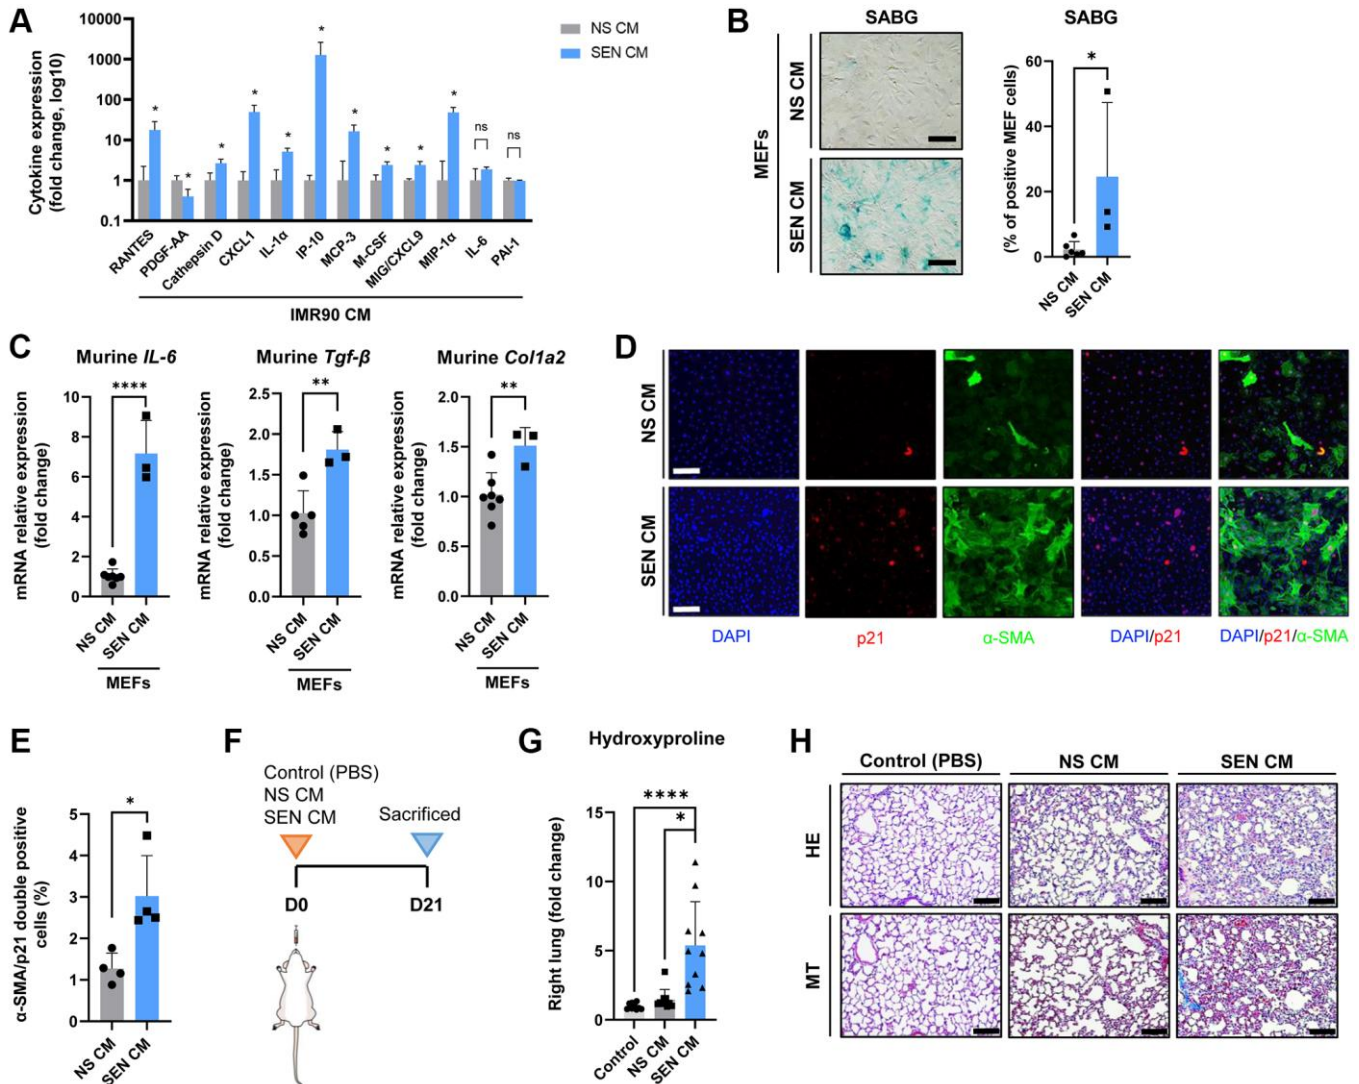 A
Cytokine expression
(fold change, log10)
10000
1000
100
10
1
0.1
*
*
*
*
*
*
*
*
*
*
ns
ns
NS CM
SEN CM
RANTES
PDGF-AA
Cathepsin D
CXCL1
IL-1α
IP-10
MCP-3
M-CSF
MIG/CXCL9
MIP-1α
IL-6
PAI-1
IMR90 CM
B
SABG
MEFs
NS CM
SEN CM
SABG
(% of positive MEF cells)
60
40
20
0
*
NS CM
SEN CM
C
Murine IL-6
mRNA relative expression
(fold change)
10
8
6
4
2
0
****
NS CM
SEN CM
MEFs
Murine Tgf-β
mRNA relative expression
(fold change)
2.5
2.0
1.5
1.0
0.5
0.0
**
NS CM
SEN CM
MEFs
Murine Col1a2
mRNA relative expression
(fold change)
2.0
1.5
1.0
0.5
0.0
**
NS CM
SEN CM
MEFs
D
NS CM
SEN CM
DAPI
p21
α-SMA
DAPI/p21
DAPI/p21/α-SMA
E
α-SMA/p21 double positive
cells (%)
5
4
3
2
1
0
*
NS CM
SEN CM
F
Control (PBS)
NS CM
SEN CM
Sacrificed
D0
D21
G
Hydroxyproline
Right lung (fold change)
15
10
5
0
****
*
Control
NS CM
SEN CM
H
Control (PBS)
NS CM
SEN CM
HE
MT